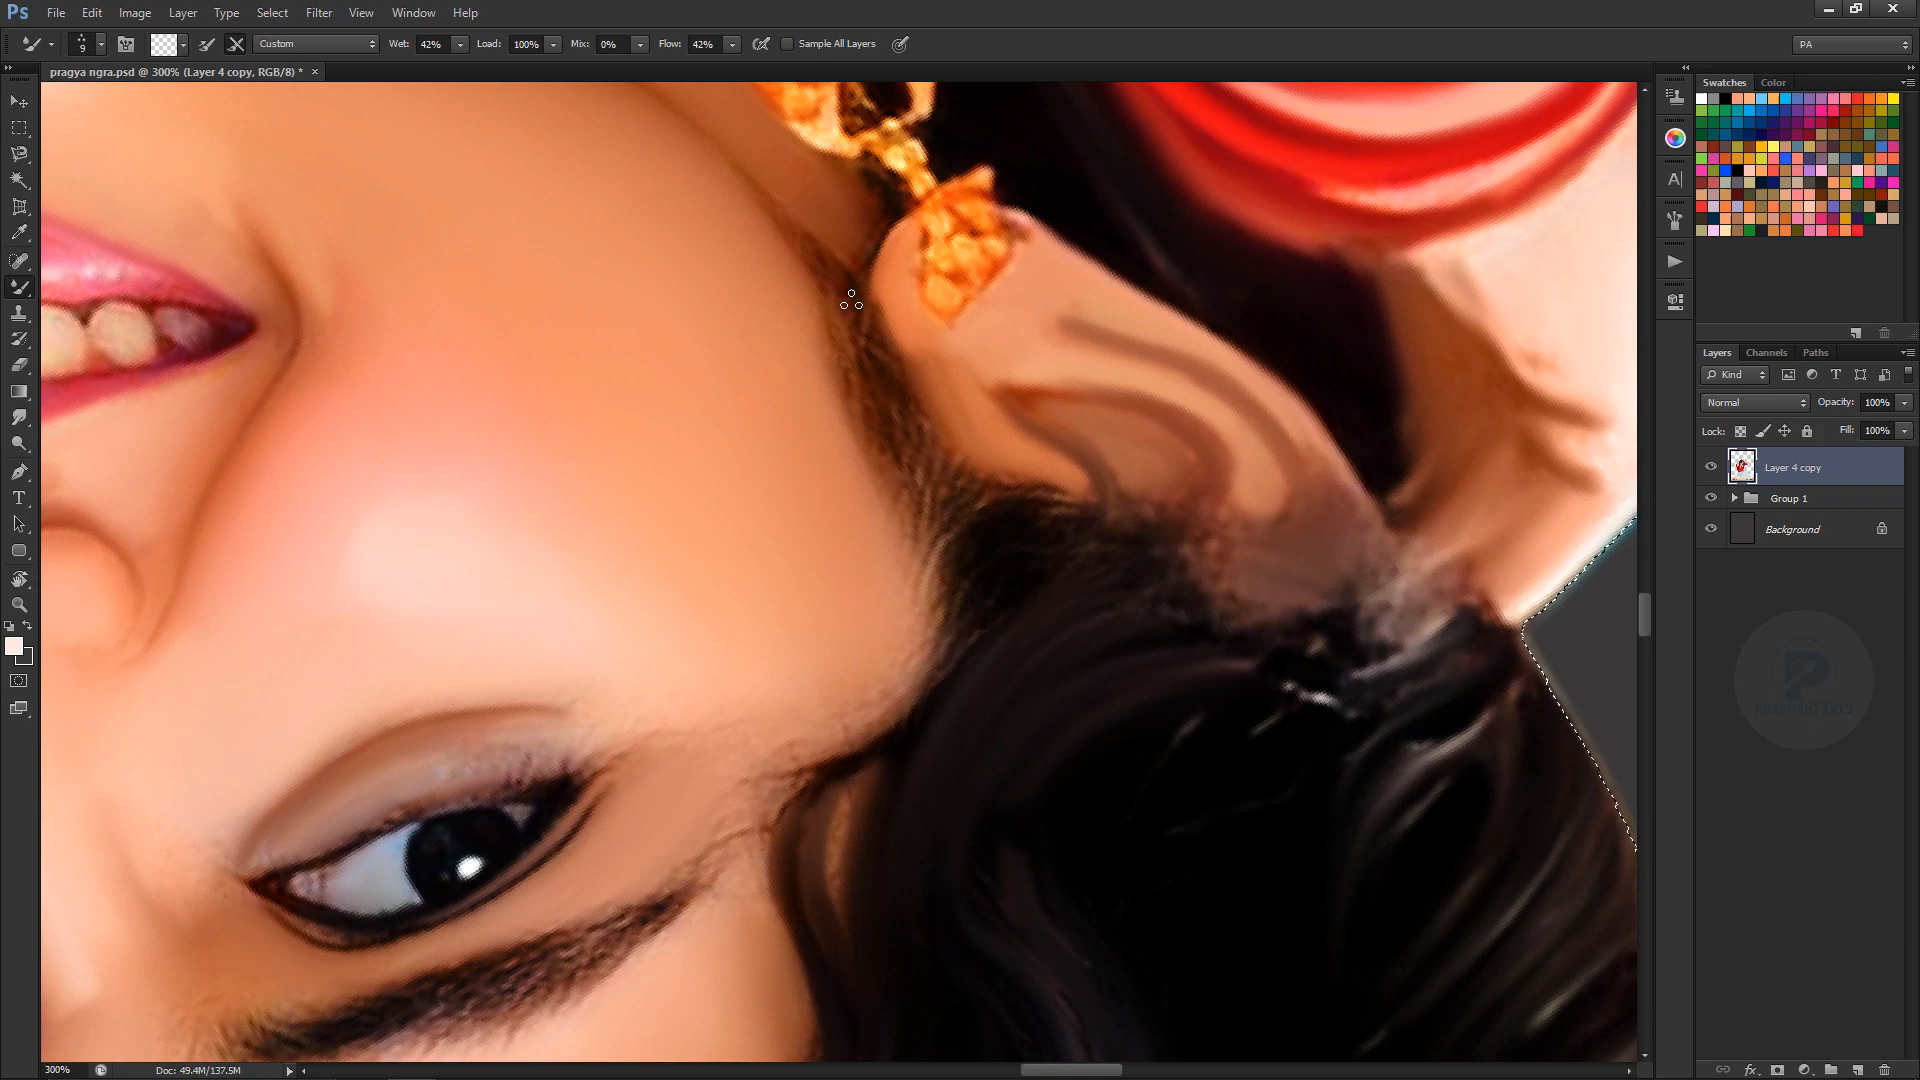 Ps File Edit Image Layer Type Select Filter View Window Help
9 Custom Wet: 42% Load: 100% Mix: 0% Flow: 42% Sample All Layers PA
pragya ngra.psd @ 300% (Layer 4 copy, RGB/8) * ×
Swatches Color
Layers Channels Paths
Kind
Normal Opacity: 100%
Lock: Fill: 100%
Layer 4 copy
Group 1
Background
PRASHANT ARTS
300% Doc: 49.4M/137.5M